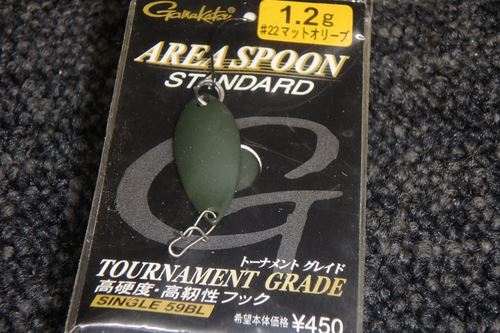 Gamakatsu
1.2g
#22マットオリーブ
AREA SPOON
STANDARD
G
トーナメント グレイド
TOURNAMENT GRADE
高硬度・高靭性フック
SINGLE 59BL
希望本体価格 ¥450